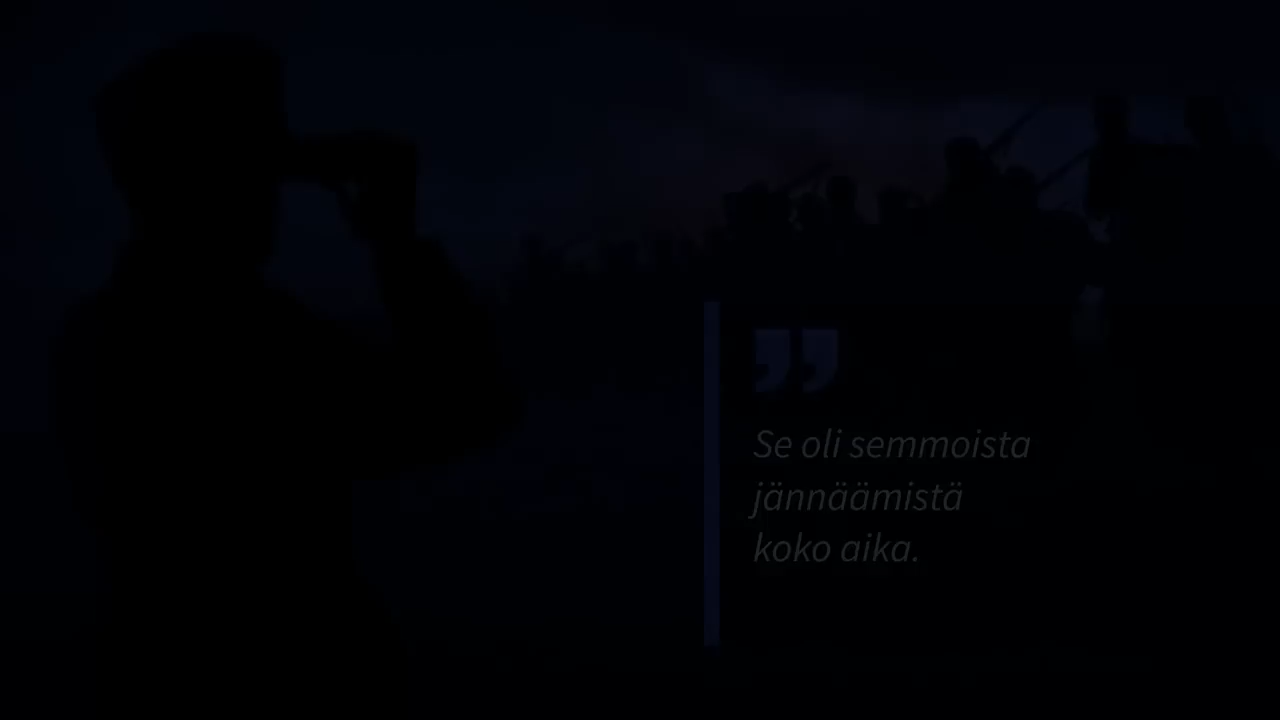 ”
Se oli semmoista
jännäämistä
koko aika.